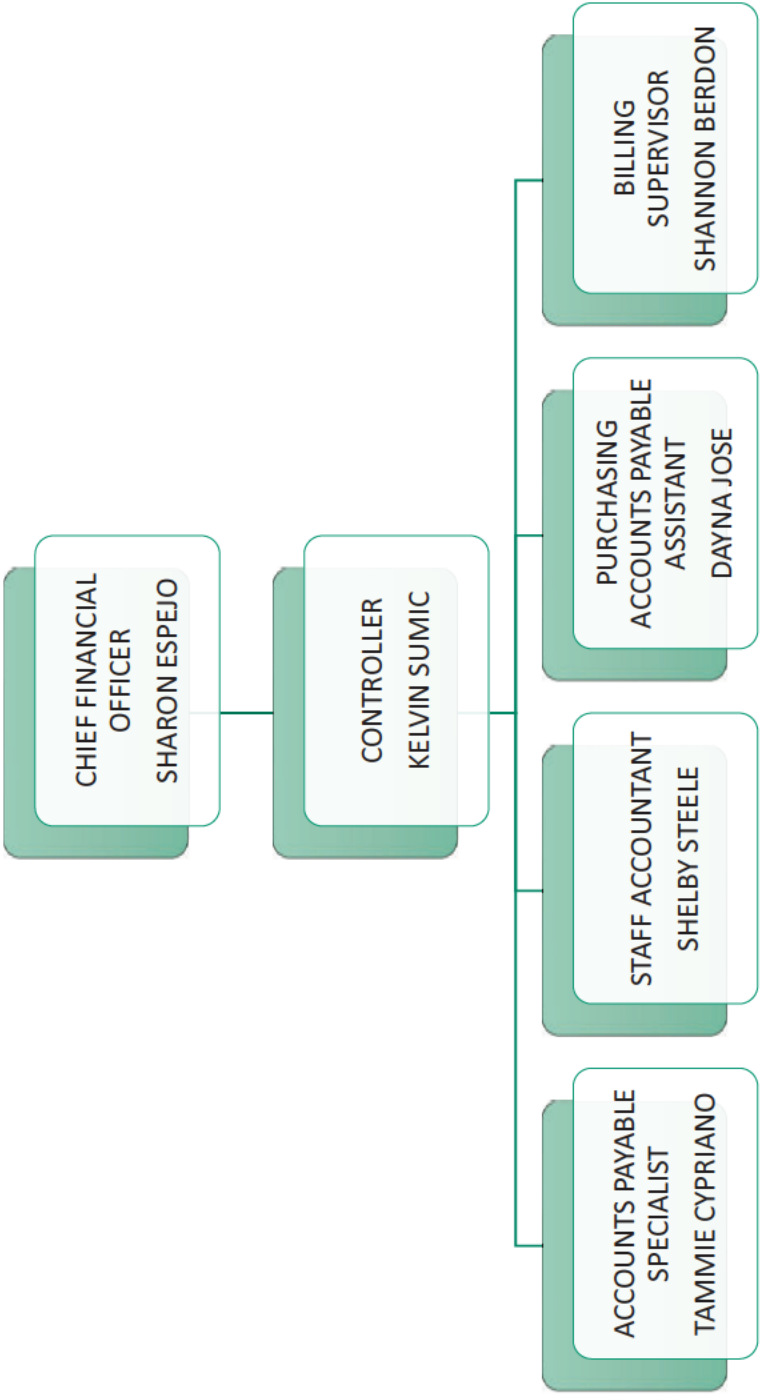 CHIEF FINANCIAL
OFFICER
SHARON ESPEJO
CONTROLLER
KELVIN SUMIC
ACCOUNTS PAYABLE
SPECIALIST
TAMMIE CYPRIANO
STAFF ACCOUNTANT
SHELBY STEELE
PURCHASING
ACCOUNTS PAYABLE
ASSISTANT
DAYNA JOSE
BILLING
SUPERVISOR
SHANNON BERDON